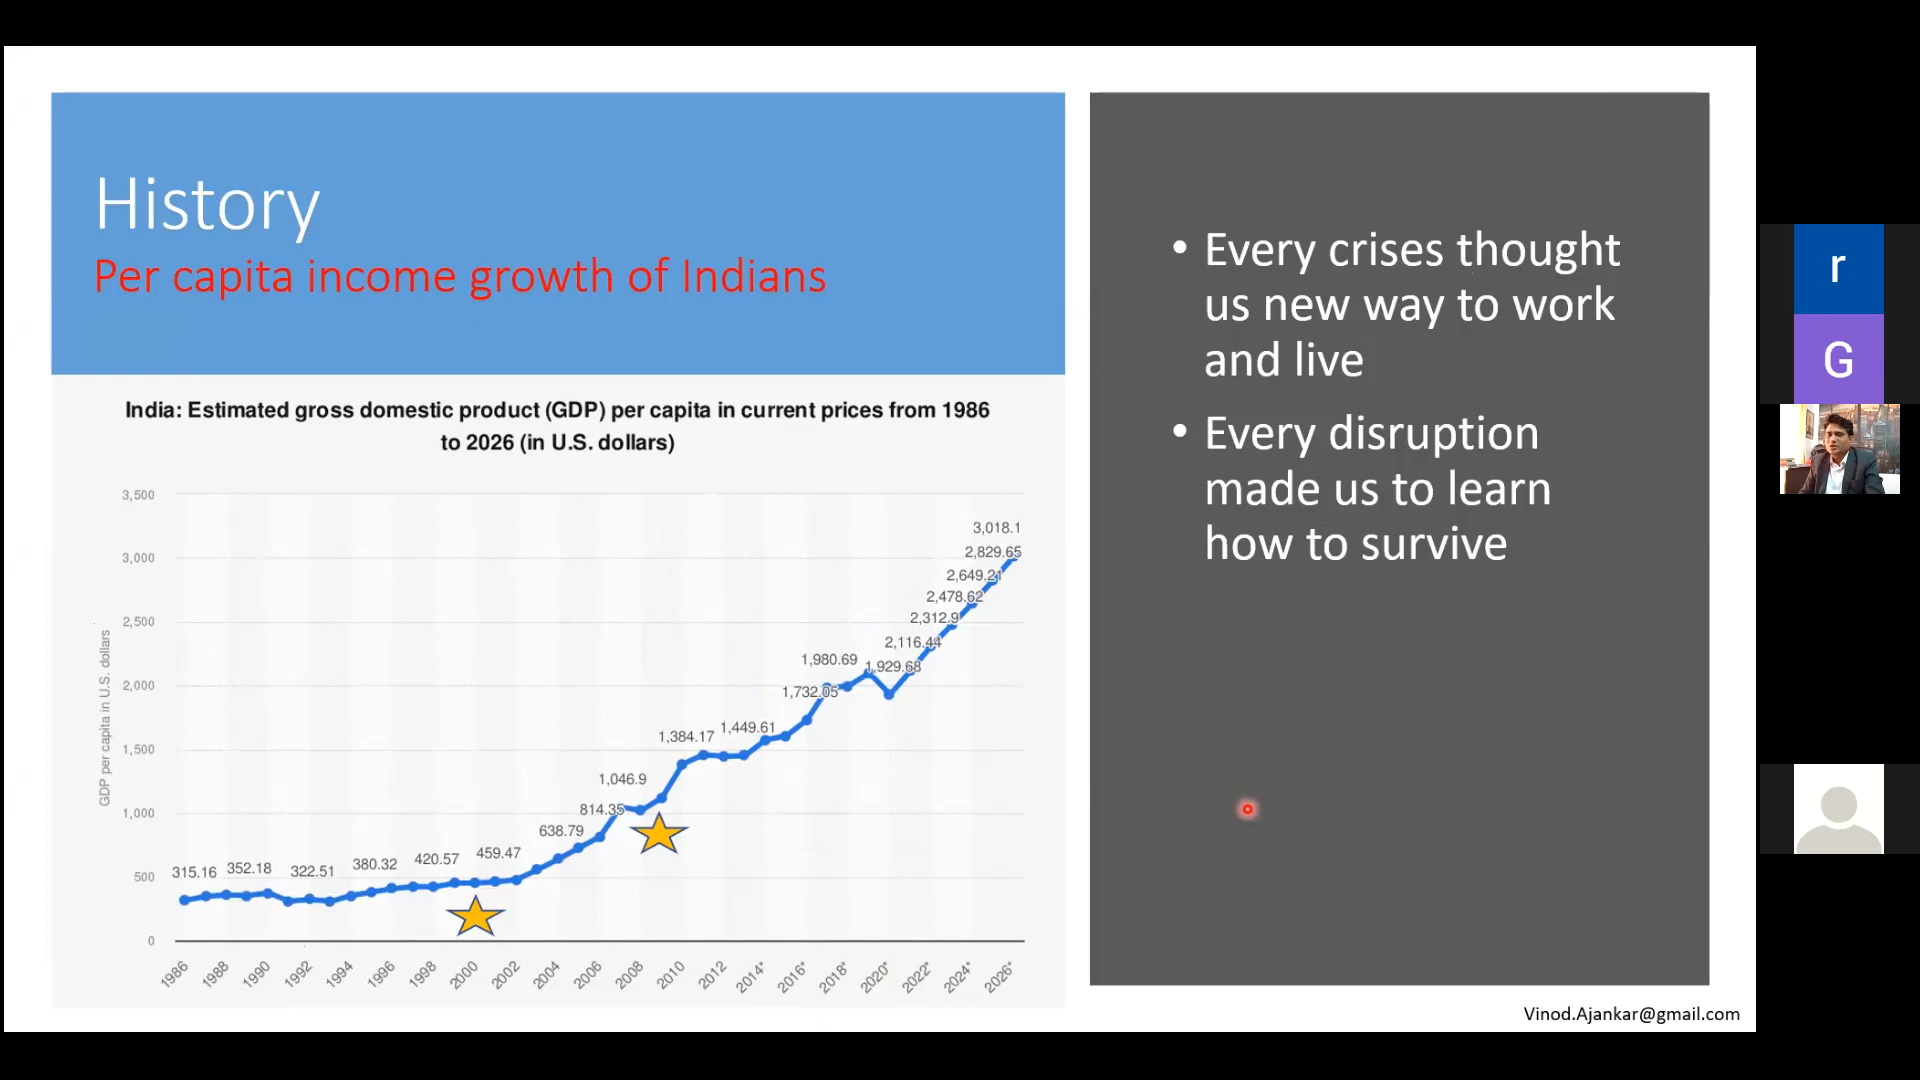 History
Per capita income growth of Indians
India: Estimated gross domestic product (GDP) per capita in current prices from 1986
to 2026 (in U.S. dollars)
GDP per capita in U.S. dollars
3,500
3,000
2,500
2,000
1,500
1,000
500
0
315.16
352.18
322.51
380.32
420.57
459.47
638.79
814.35
1,046.9
1,384.17
1,449.61
1,732.05
1,980.69
1,929.68
2,116.44
2,312.9
2,478.62
2,649.21
2,829.65
3,018.1
1986 1988 1990 1992 1994 1996 1998 2000 2002 2004 2006 2008 2010 2012 2014* 2016* 2018* 2020* 2022* 2024* 2026*
• Every crises thought
us new way to work
and live
• Every disruption
made us to learn
how to survive
Vinod.Ajankar@gmail.com
r
G